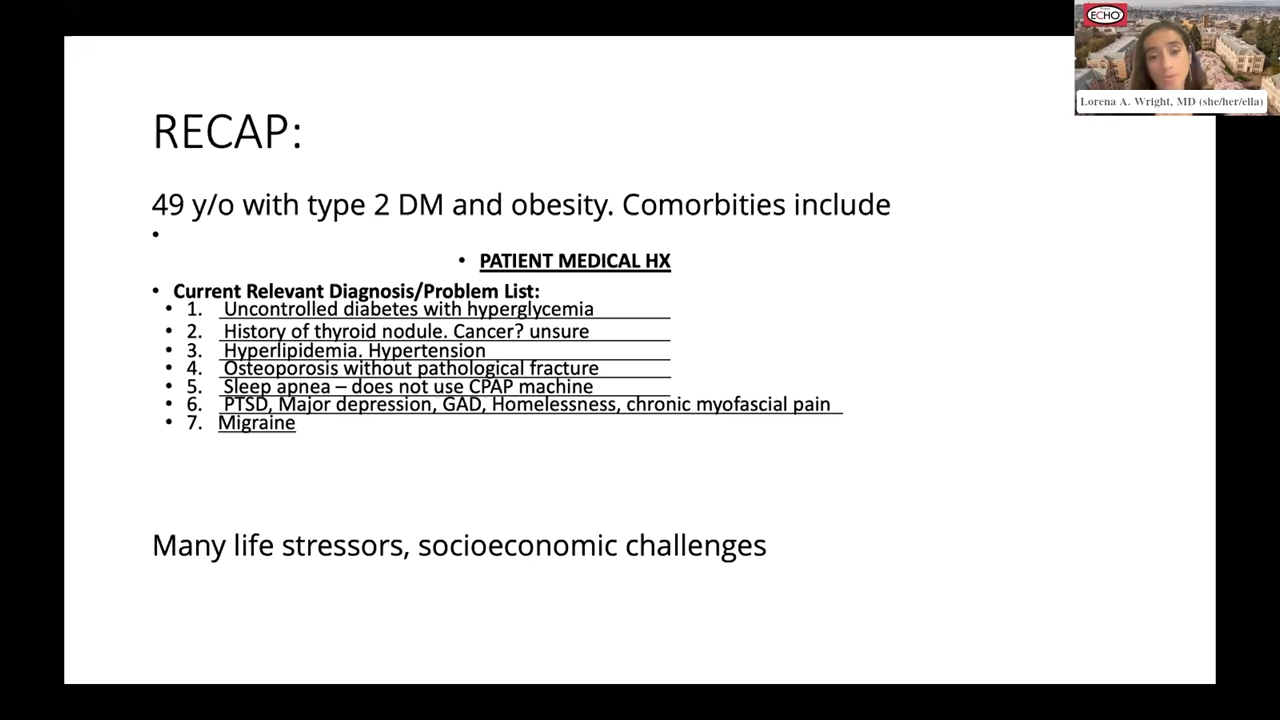 ECHO
Lorena A. Wright, MD (she/her/ella)
RECAP:
49 y/o with type 2 DM and obesity. Comorbities include
•
• PATIENT MEDICAL HX
• Current Relevant Diagnosis/Problem List:
• 1. Uncontrolled diabetes with hyperglycemia
• 2. History of thyroid nodule. Cancer? unsure
• 3. Hyperlipidemia. Hypertension
• 4. Osteoporosis without pathological fracture
• 5. Sleep apnea – does not use CPAP machine
• 6. PTSD, Major depression, GAD, Homelessness, chronic myofascial pain
• 7. Migraine
Many life stressors, socioeconomic challenges